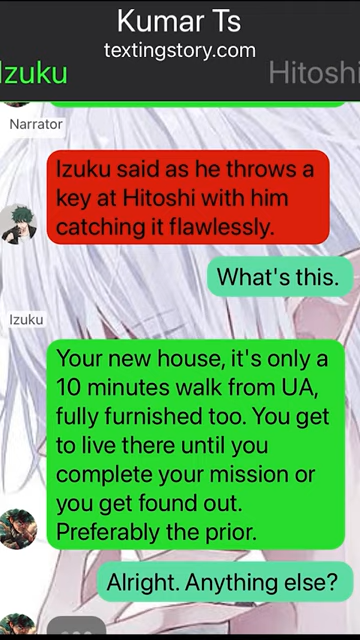 Kumar Ts
textingstory.com
Izuku
Hitoshi
Narrator
Izuku said as he throws a
key at Hitoshi with him
catching it flawlessly.
What's this.
Izuku
Your new house, it's only a
10 minutes walk from UA,
fully furnished too. You get
to live there until you
complete your mission or
you get found out.
Preferably the prior.
Alright. Anything else?